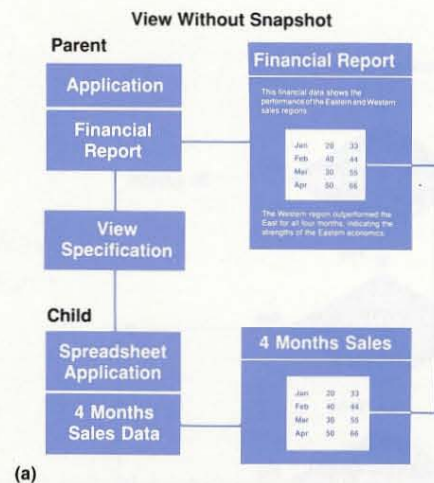 View Without Snapshot
Parent
Application
Financial
Report
View
Specification
Child
Spreadsheet
Application
4 Months
Sales Data
Financial Report
This financial data shows the
performance of the Eastern and Western
sales regions
Jan 20 33
Feb 40 44
Mar 30 55
Apr 50 66
The Western region outperformed the
East for all four months, indicating the
strengths of the Eastern economics.
4 Months Sales
Jan 20 33
Feb 40 44
Mar 30 55
Apr 50 66
(a)